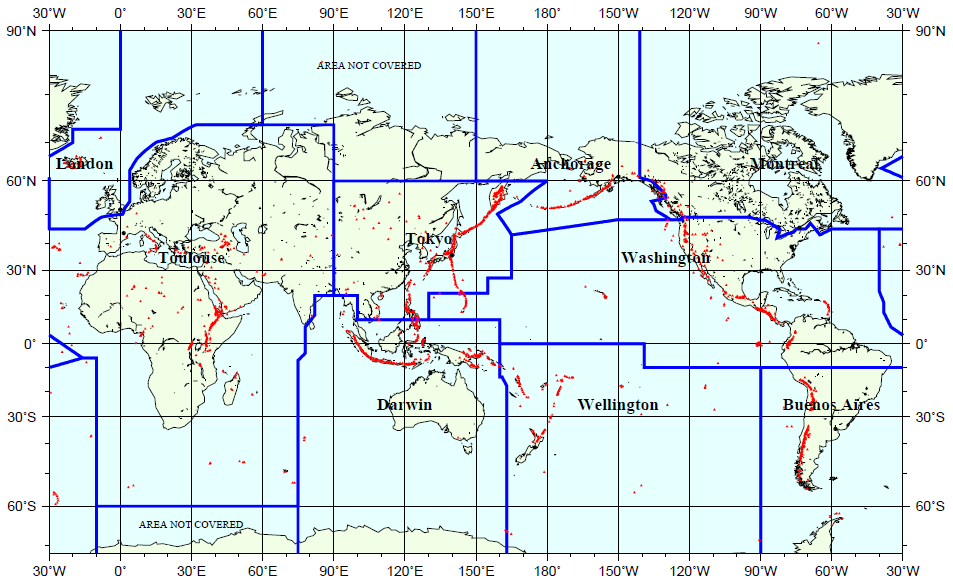 30°W 0° 30°E 60°E 90°E 120°E 150°E 180° 150°W 120°W 90°W 60°W 30°W
90°N 90°N
AREA NOT COVERED
London Anchorage Montreal
60°N 60°N
Tokyo
Toulouse Washington
30°N 30°N
0° 0°
Darwin Wellington Buenos Aires
30°S 30°S
60°S 60°S
AREA NOT COVERED
30°W 0° 30°E 60°E 90°E 120°E 150°E 180° 150°W 120°W 90°W 60°W 30°W